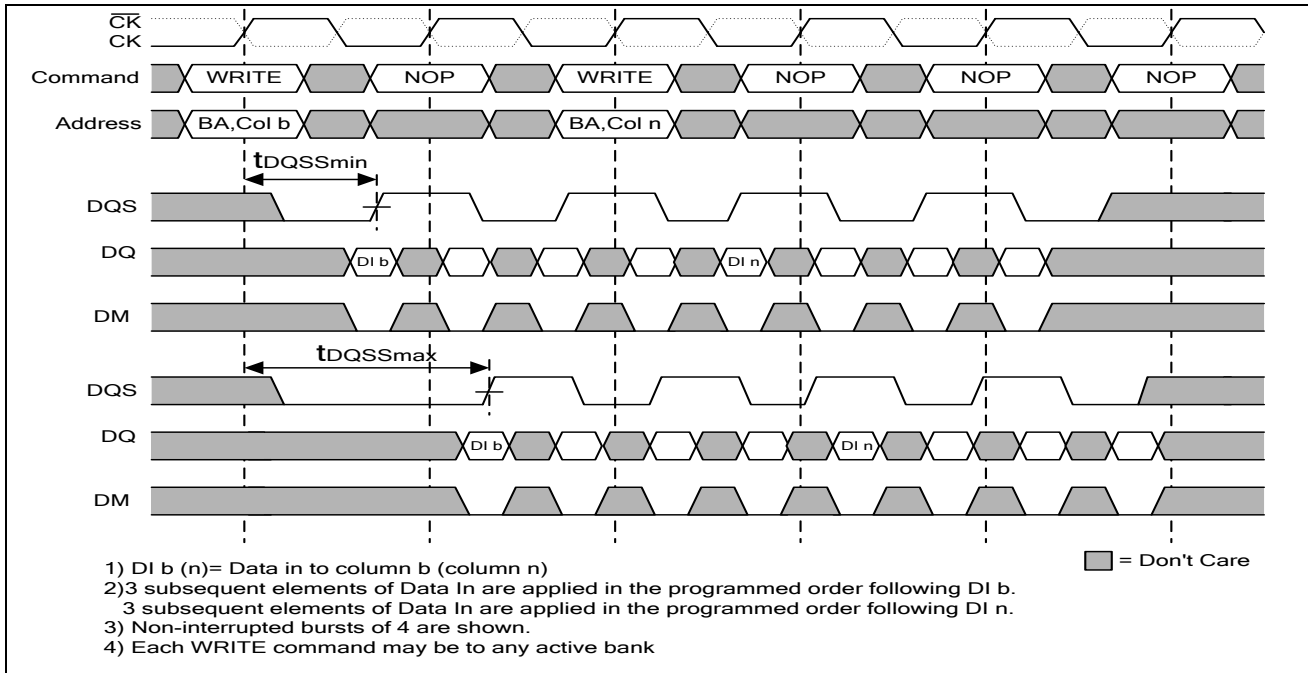 CK
CK
Command WRITE NOP WRITE NOP NOP NOP
Address BA,Col b BA,Col n
tDQSSmin
DQS
DQ DI b DI n
DM
tDQSSmax
DQS
DQ DI b DI n
DM
1) DI b (n)= Data in to column b (column n)
= Don't Care
2)3 subsequent elements of Data In are applied in the programmed order following DI b.
3 subsequent elements of Data In are applied in the programmed order following DI n.
3) Non-interrupted bursts of 4 are shown.
4) Each WRITE command may be to any active bank